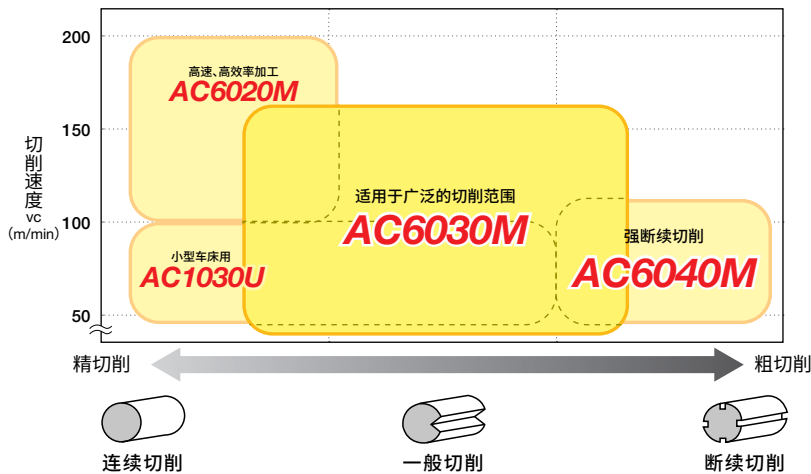 200
150
100
50
切削速度
vc
(m/min)
高速、高效率加工
AC6020M
适用于广泛的切削范围
AC6030M
小型车床用
AC1030U
强断续切削
AC6040M
精切削
粗切削
连续切削
一般切削
断续切削